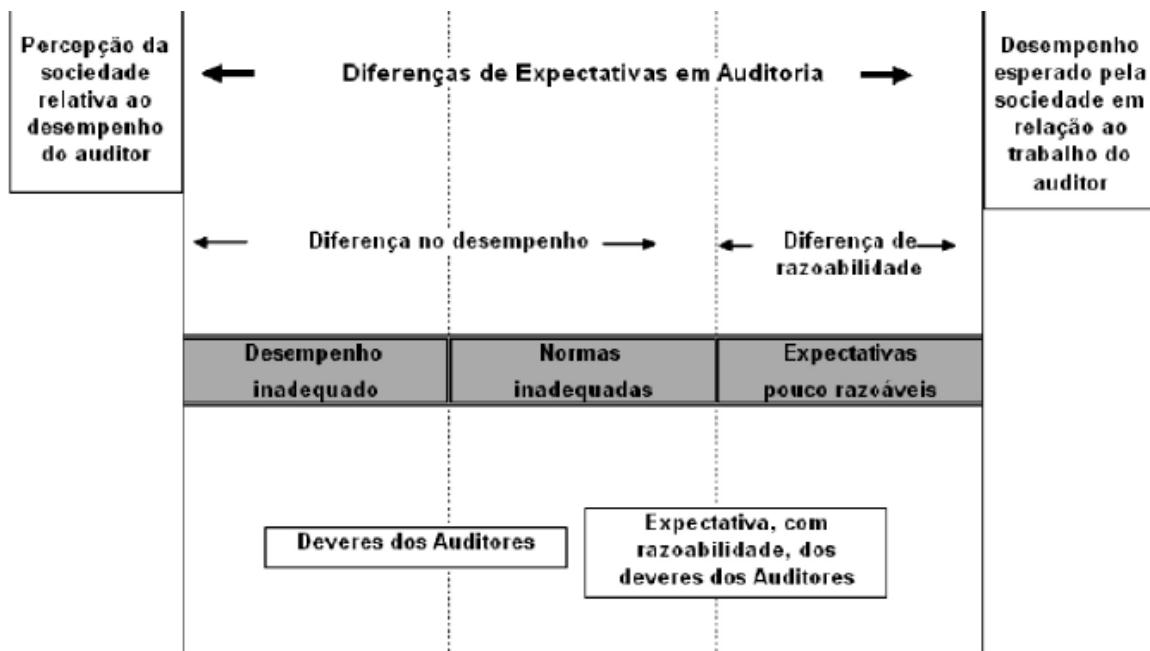 Percepção da
sociedade
relativa ao
desempenho
do auditor
Diferenças de Expectativas em Auditoria
Desempenho
esperado pela
sociedade em
relação ao
trabalho do
auditor
Diferença no desempenho
Diferença de
razoabilidade
Desempenho
inadequado
Normas
inadequadas
Expectativas
pouco razoáveis
Deveres dos Auditores
Expectativa, com
razoabilidade, dos
deveres dos Auditores